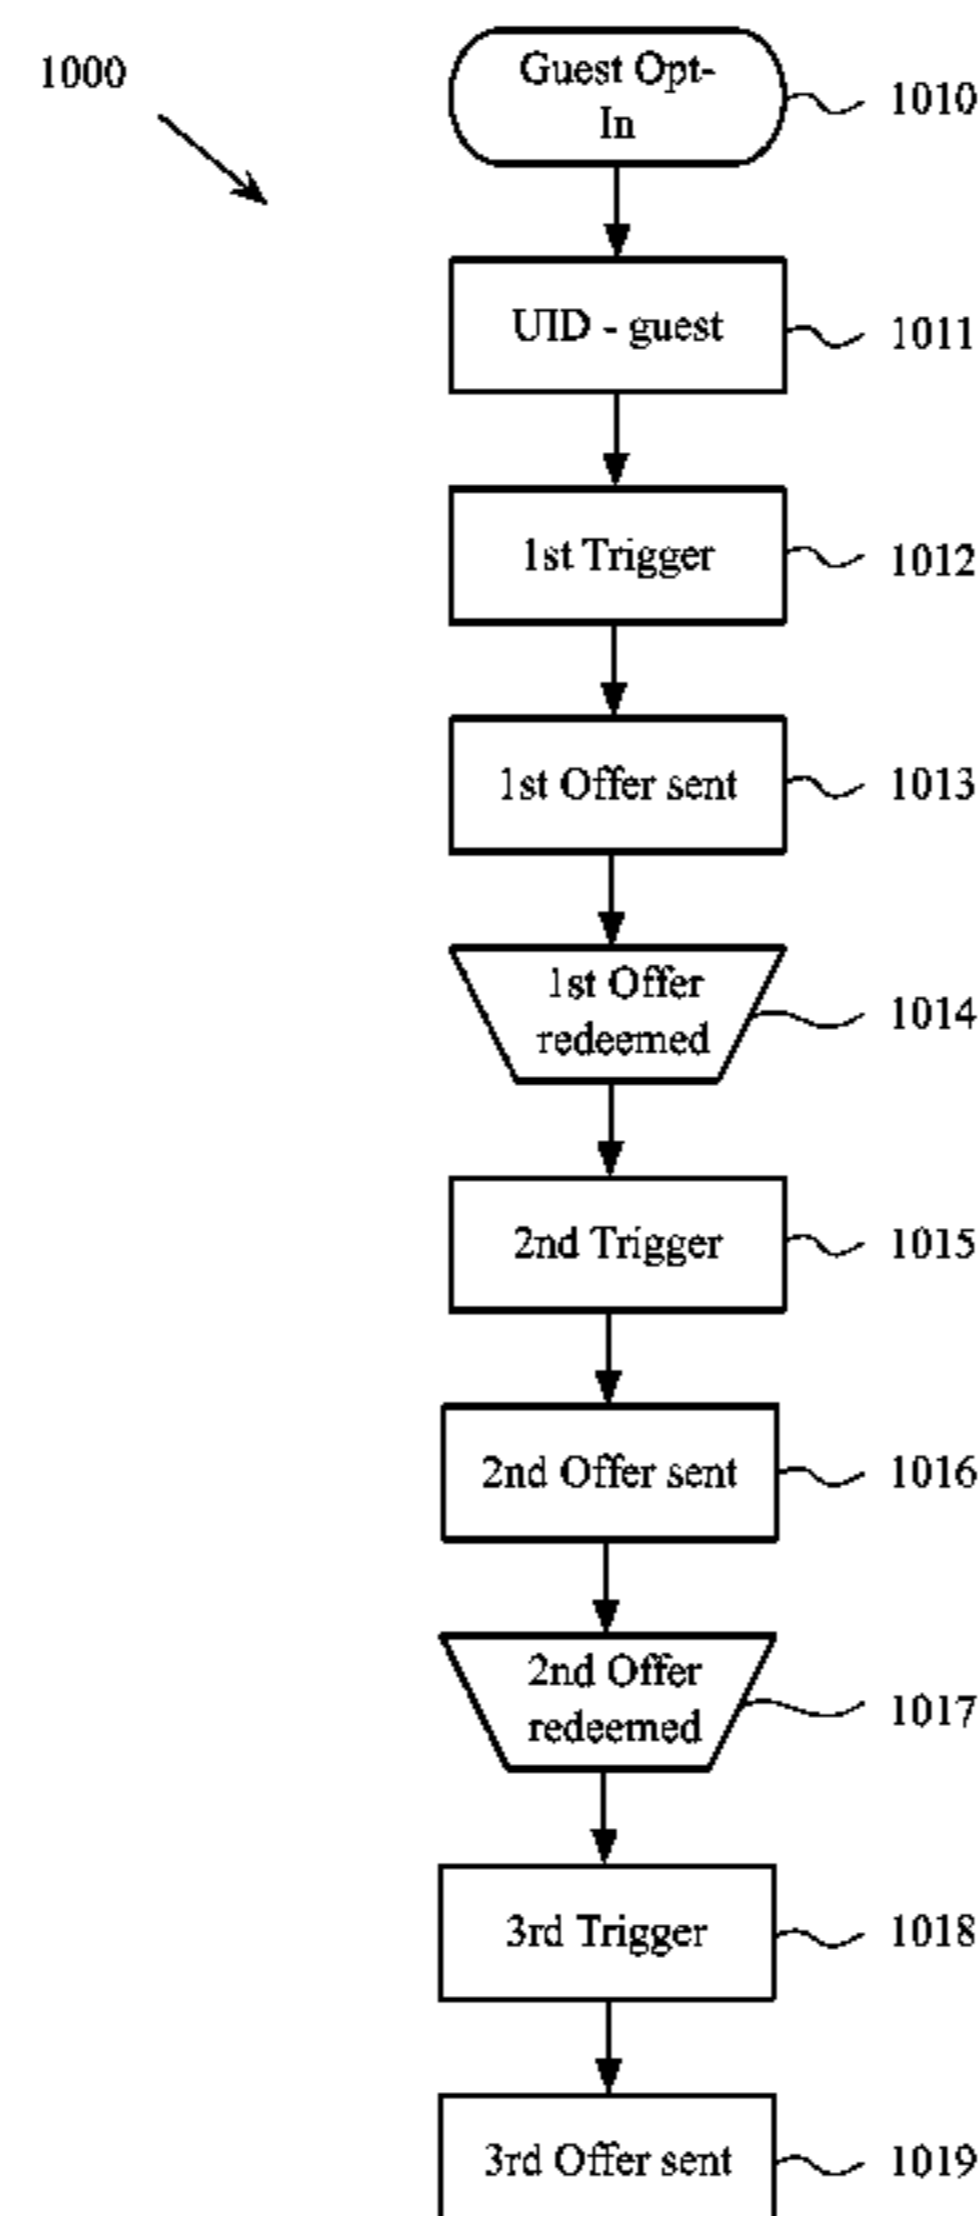 1000
Guest Opt-
In
1010
UID - guest
1011
1st Trigger
1012
1st Offer sent
1013
1st Offer
redeemed
1014
2nd Trigger
1015
2nd Offer sent
1016
2nd Offer
redeemed
1017
3rd Trigger
1018
3rd Offer sent
1019